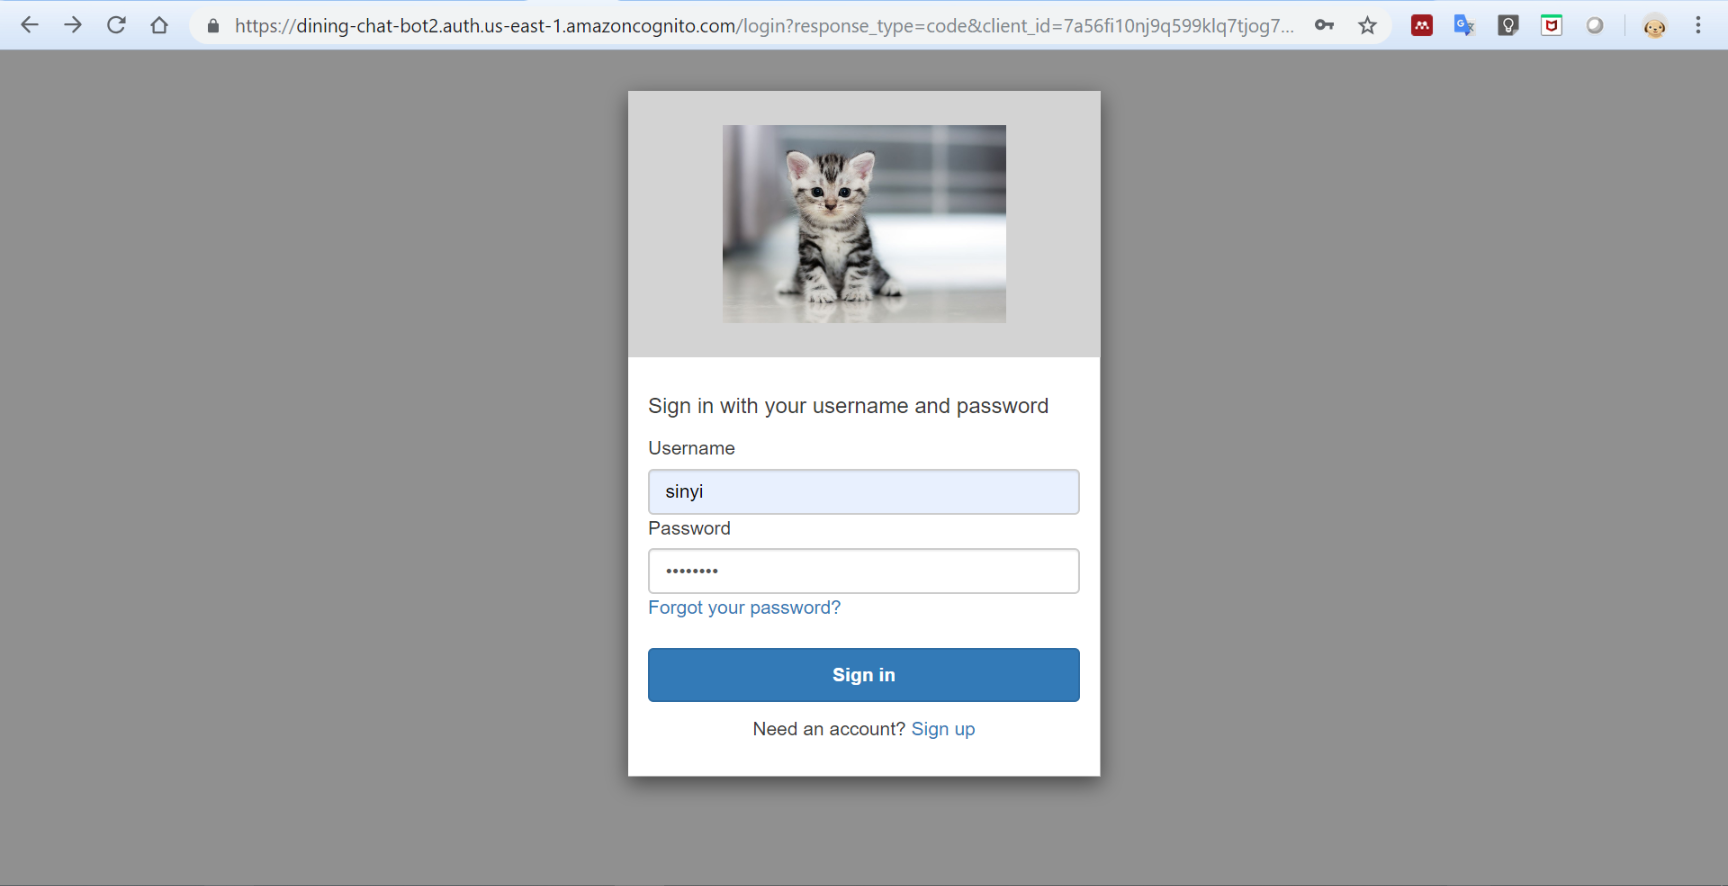 https://dining-chat-bot2.auth.us-east-1.amazoncognito.com/login?response_type=code&client_id=7a56fi10nj9q599klq7tjog7...
Sign in with your username and password
Username
sinyi
Password
••••••••
Forgot your password?
Sign in
Need an account? Sign up